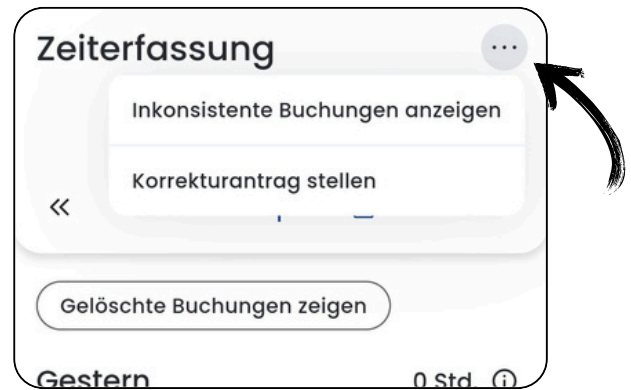 Zeiterfassung
Inkonsistente Buchungen anzeigen
Korrekturantrag stellen
Gelöschte Buchungen zeigen
Gestern 0 Std.